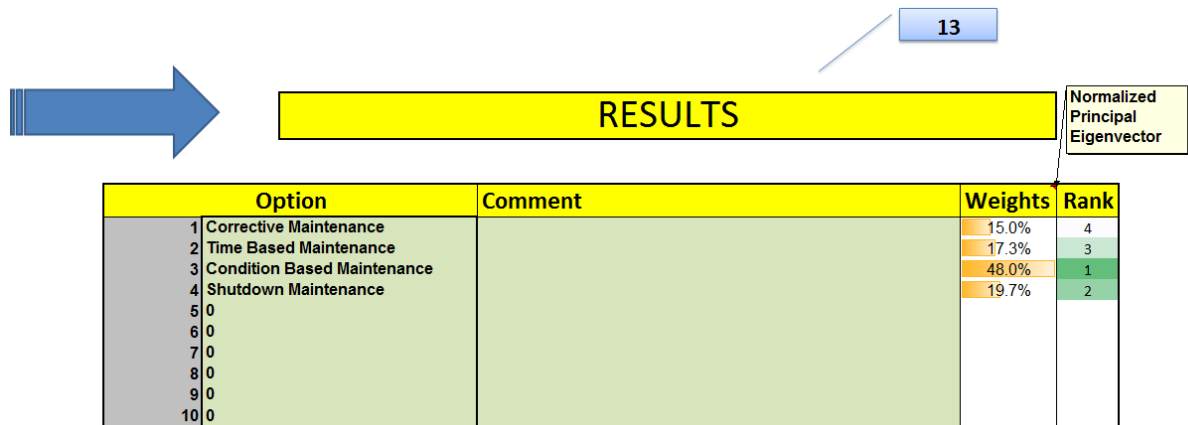 13
RESULTS
Normalized
Principal
Eigenvector
Option Comment Weights Rank
1 Corrective Maintenance 15.0% 4
2 Time Based Maintenance 17.3% 3
3 Condition Based Maintenance 48.0% 1
4 Shutdown Maintenance 19.7% 2
5 0
6 0
7 0
8 0
9 0
10 0